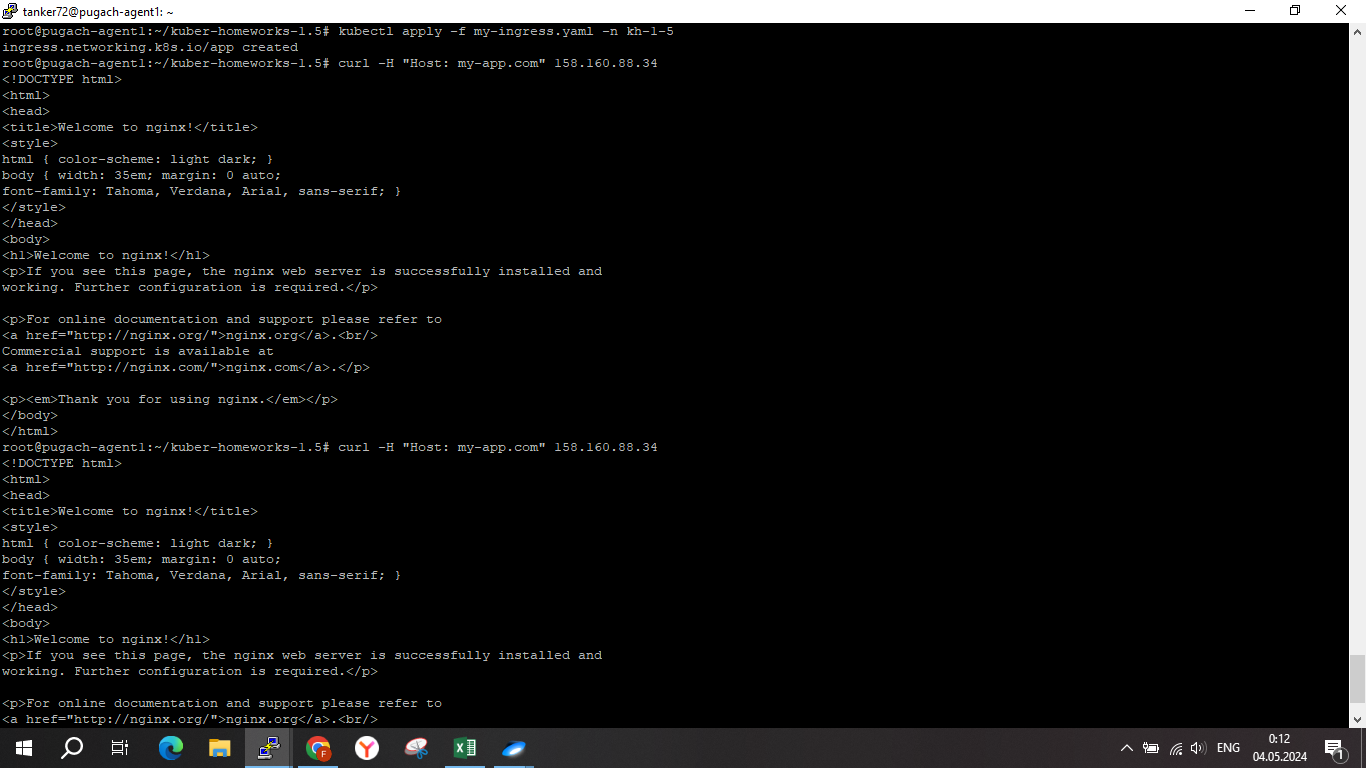 tanker72@pugach-agent1: ~
root@pugach-agent1:~/kuber-homeworks-1.5# kubectl apply -f my-ingress.yaml -n kh-1-5
ingress.networking.k8s.io/app created
root@pugach-agent1:~/kuber-homeworks-1.5# curl -H "Host: my-app.com" 158.160.88.34
<!DOCTYPE html>
<html>
<head>
<title>Welcome to nginx!</title>
<style>
html { color-scheme: light dark; }
body { width: 35em; margin: 0 auto;
font-family: Tahoma, Verdana, Arial, sans-serif; }
</style>
</head>
<body>
<h1>Welcome to nginx!</h1>
<p>If you see this page, the nginx web server is successfully installed and
working. Further configuration is required.</p>

<p>For online documentation and support please refer to
<a href="http://nginx.org/">nginx.org</a>.<br/>
Commercial support is available at
<a href="http://nginx.com/">nginx.com</a>.</p>

<p><em>Thank you for using nginx.</em></p>
</body>
</html>
root@pugach-agent1:~/kuber-homeworks-1.5# curl -H "Host: my-app.com" 158.160.88.34
<!DOCTYPE html>
<html>
<head>
<title>Welcome to nginx!</title>
<style>
html { color-scheme: light dark; }
body { width: 35em; margin: 0 auto;
font-family: Tahoma, Verdana, Arial, sans-serif; }
</style>
</head>
<body>
<h1>Welcome to nginx!</h1>
<p>If you see this page, the nginx web server is successfully installed and
working. Further configuration is required.</p>

<p>For online documentation and support please refer to
<a href="http://nginx.org/">nginx.org</a>.<br/>
ENG
0:12
04.05.2024
1